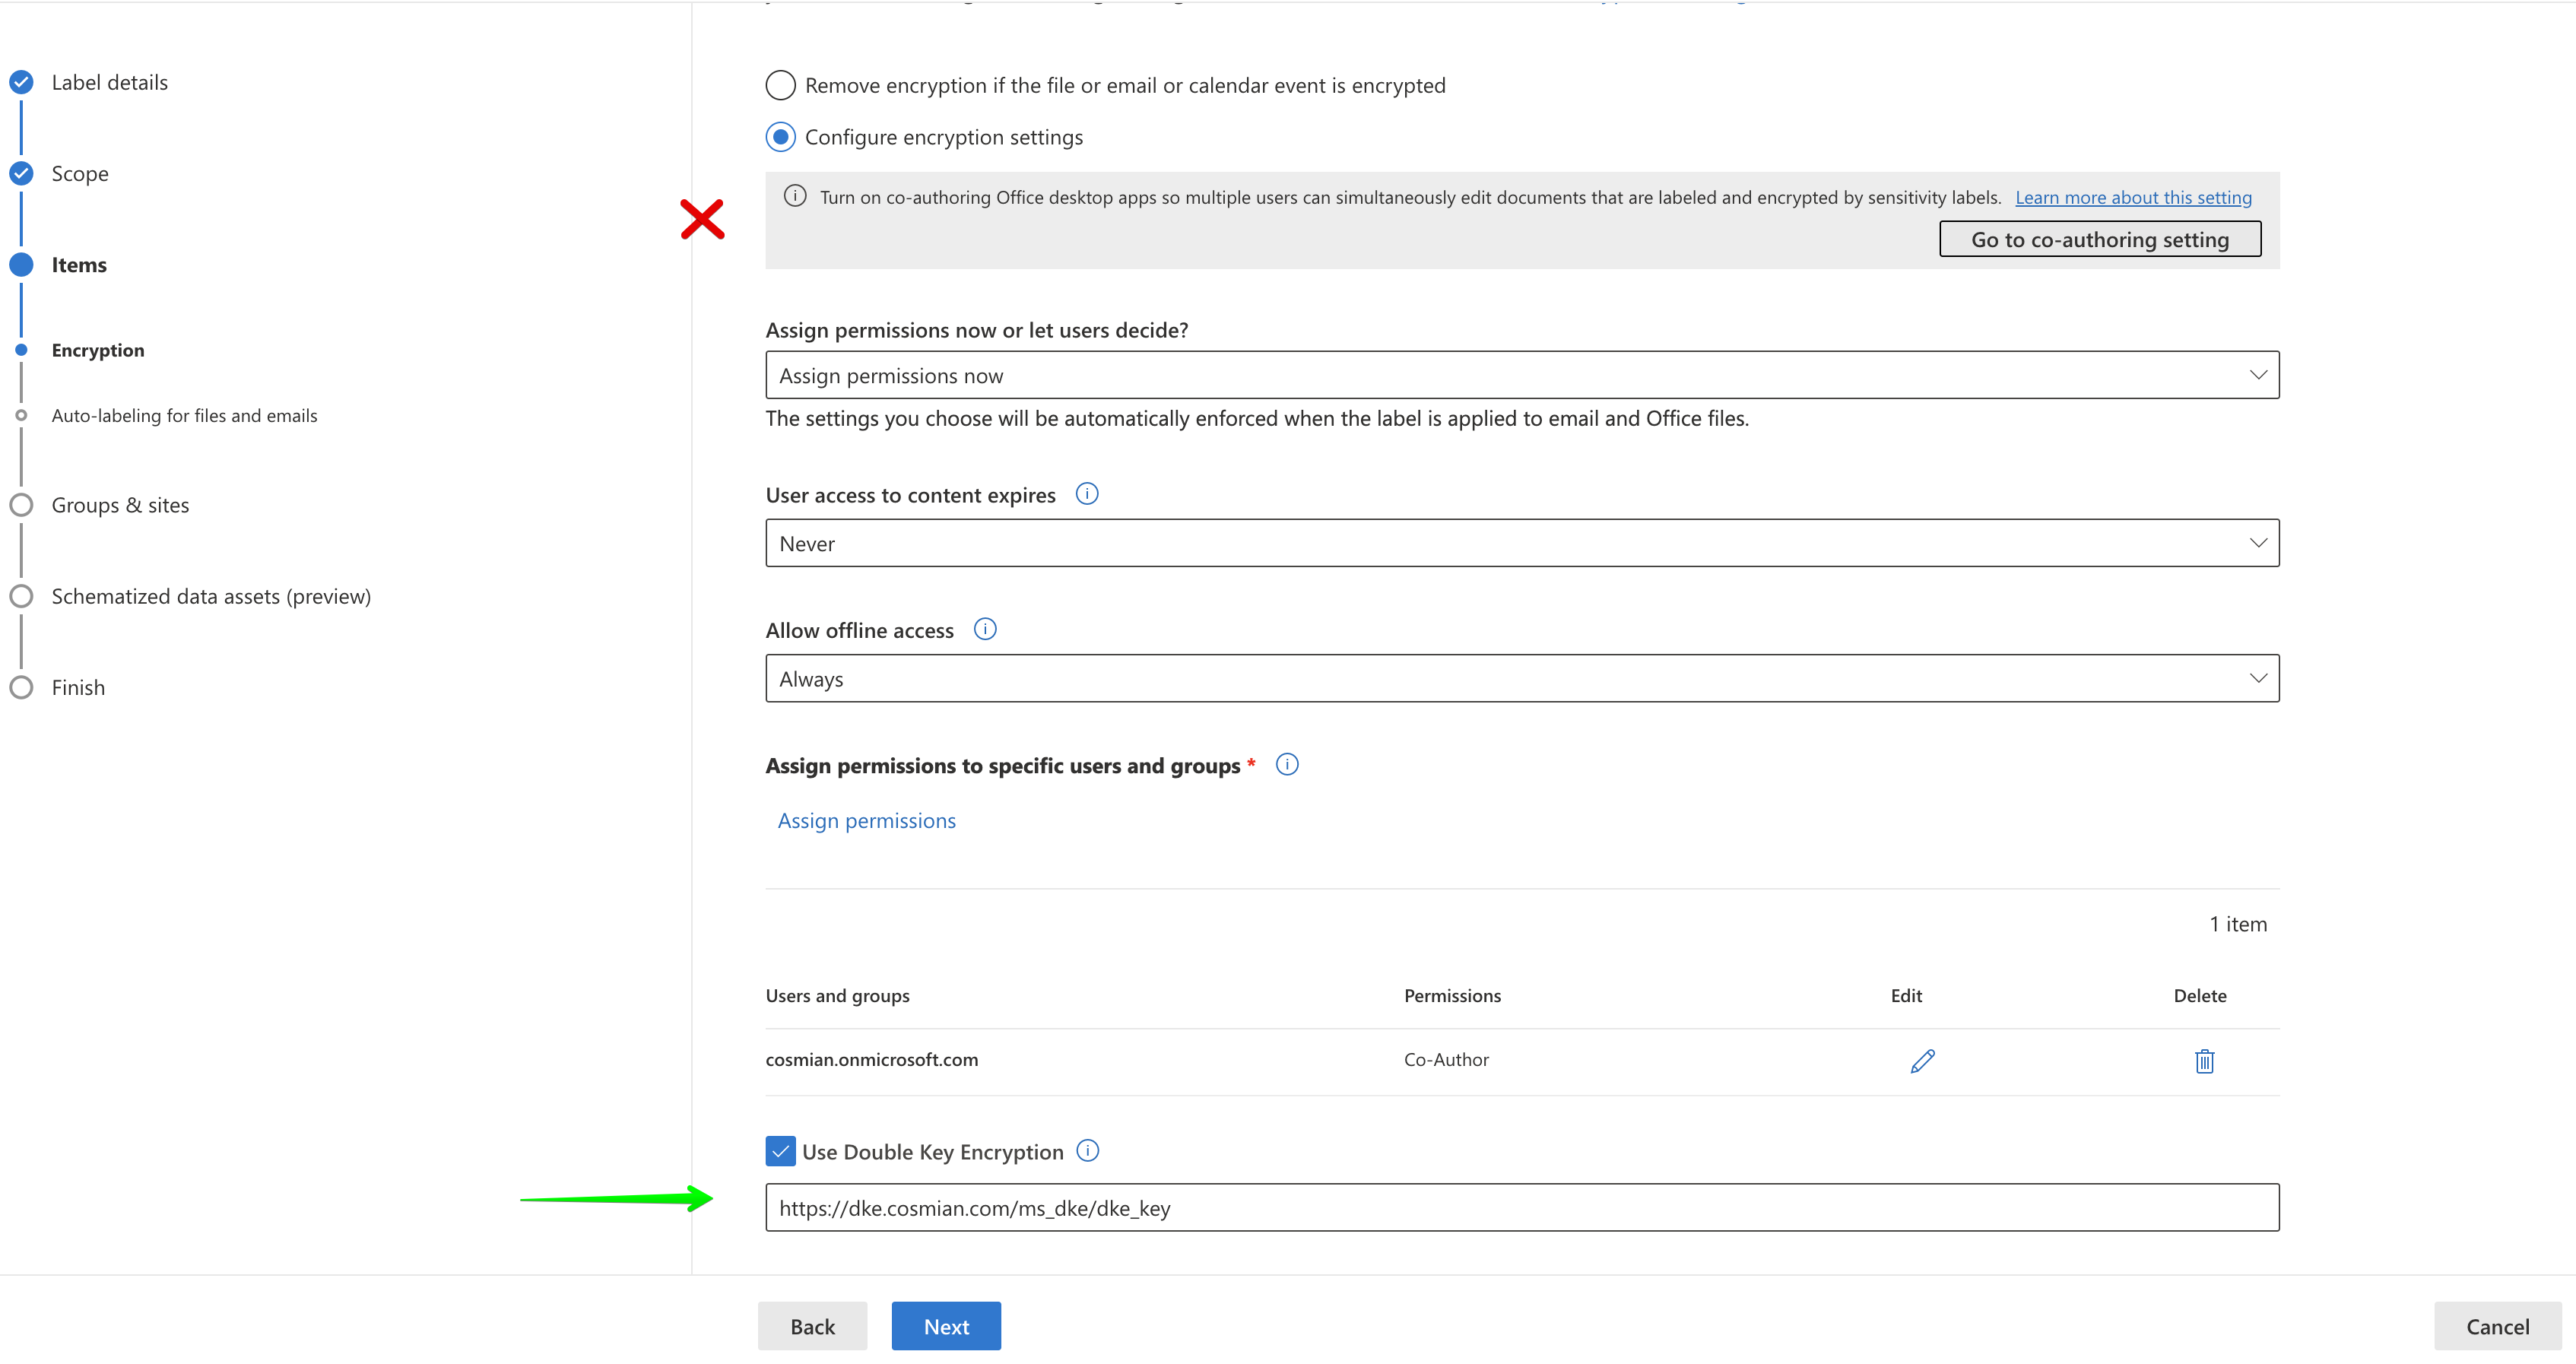 Label details
Scope
Items
Encryption
Auto-labeling for files and emails
Groups & sites
Schematized data assets (preview)
Finish
Remove encryption if the file or email or calendar event is encrypted
Configure encryption settings
Turn on co-authoring Office desktop apps so multiple users can simultaneously edit documents that are labeled and encrypted by sensitivity labels. Learn more about this setting
Go to co-authoring setting
Assign permissions now or let users decide?
Assign permissions now
The settings you choose will be automatically enforced when the label is applied to email and Office files.
User access to content expires
Never
Allow offline access
Always
Assign permissions to specific users and groups *
Assign permissions
1 item
Users and groups Permissions Edit Delete
cosmian.onmicrosoft.com Co-Author
Use Double Key Encryption
https://dke.cosmian.com/ms_dke/dke_key
Back Next Cancel